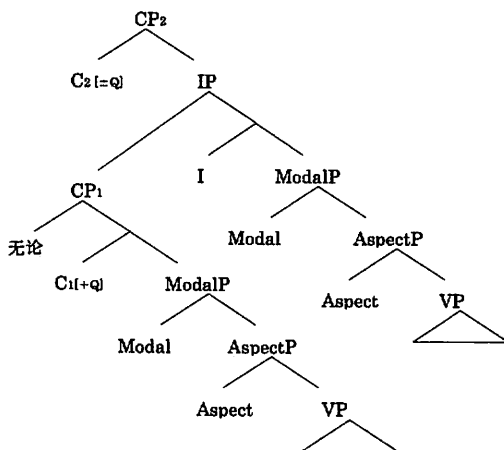 CP2
C2 [±Q] IP
I ModalP
CP1
无论 Modal AspectP
C1[+Q] ModalP Aspect VP
Modal AspectP
Aspect VP